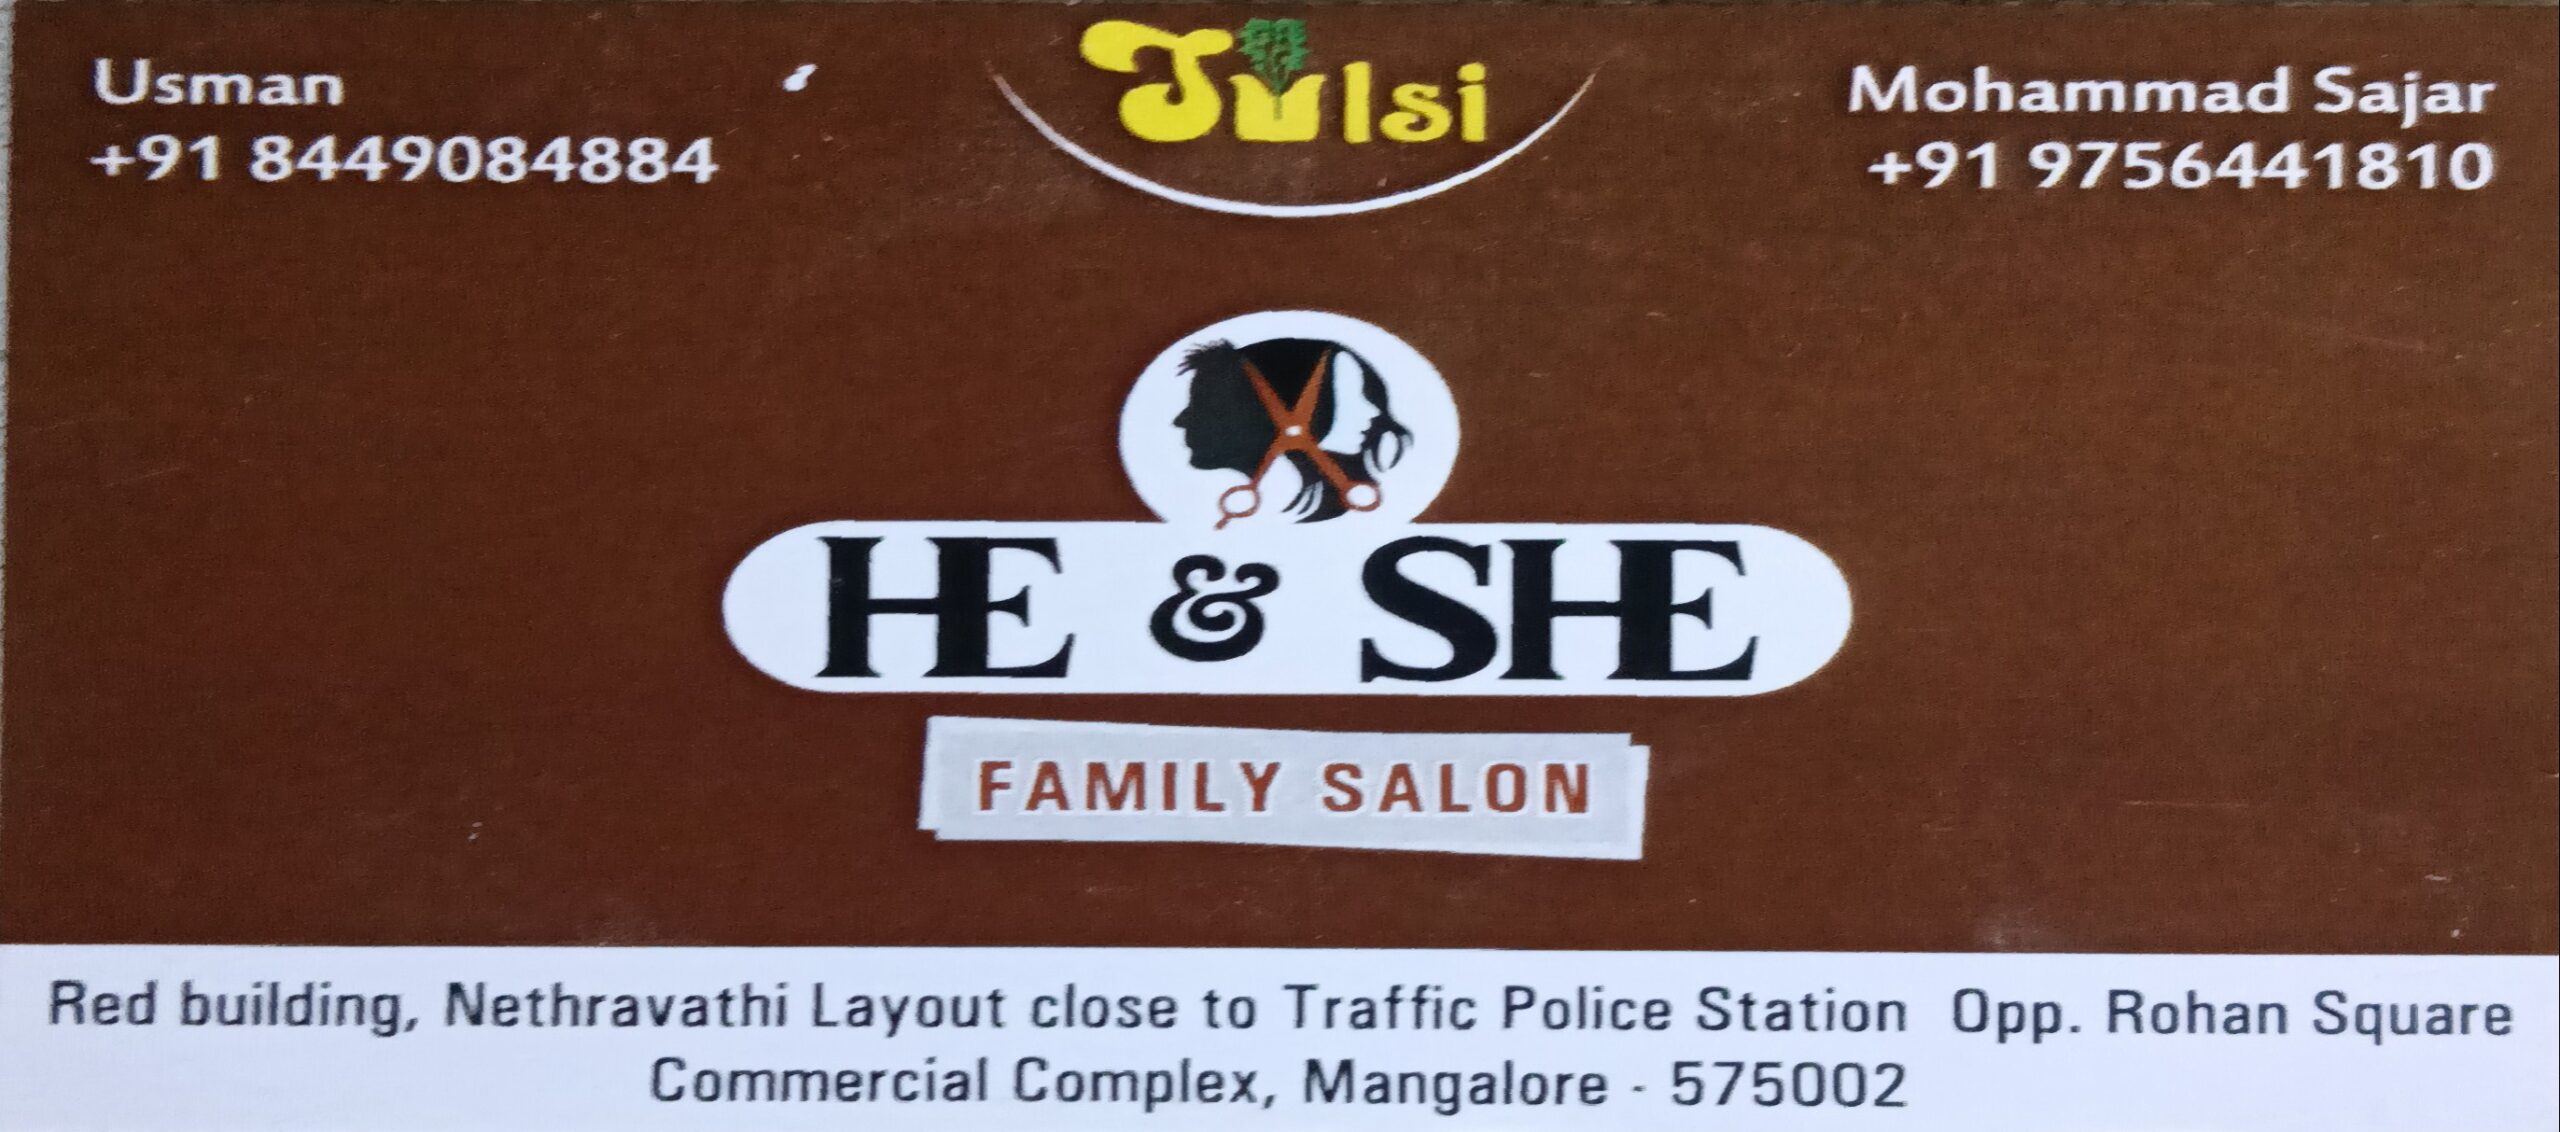 Usman
+91 8449084884
Tulsi
Mohammad Sajar
+91 9756441810
HE & SHE
FAMILY SALON
Red building, Nethravathi Layout close to Traffic Police Station Opp. Rohan Square
Commercial Complex, Mangalore - 575002